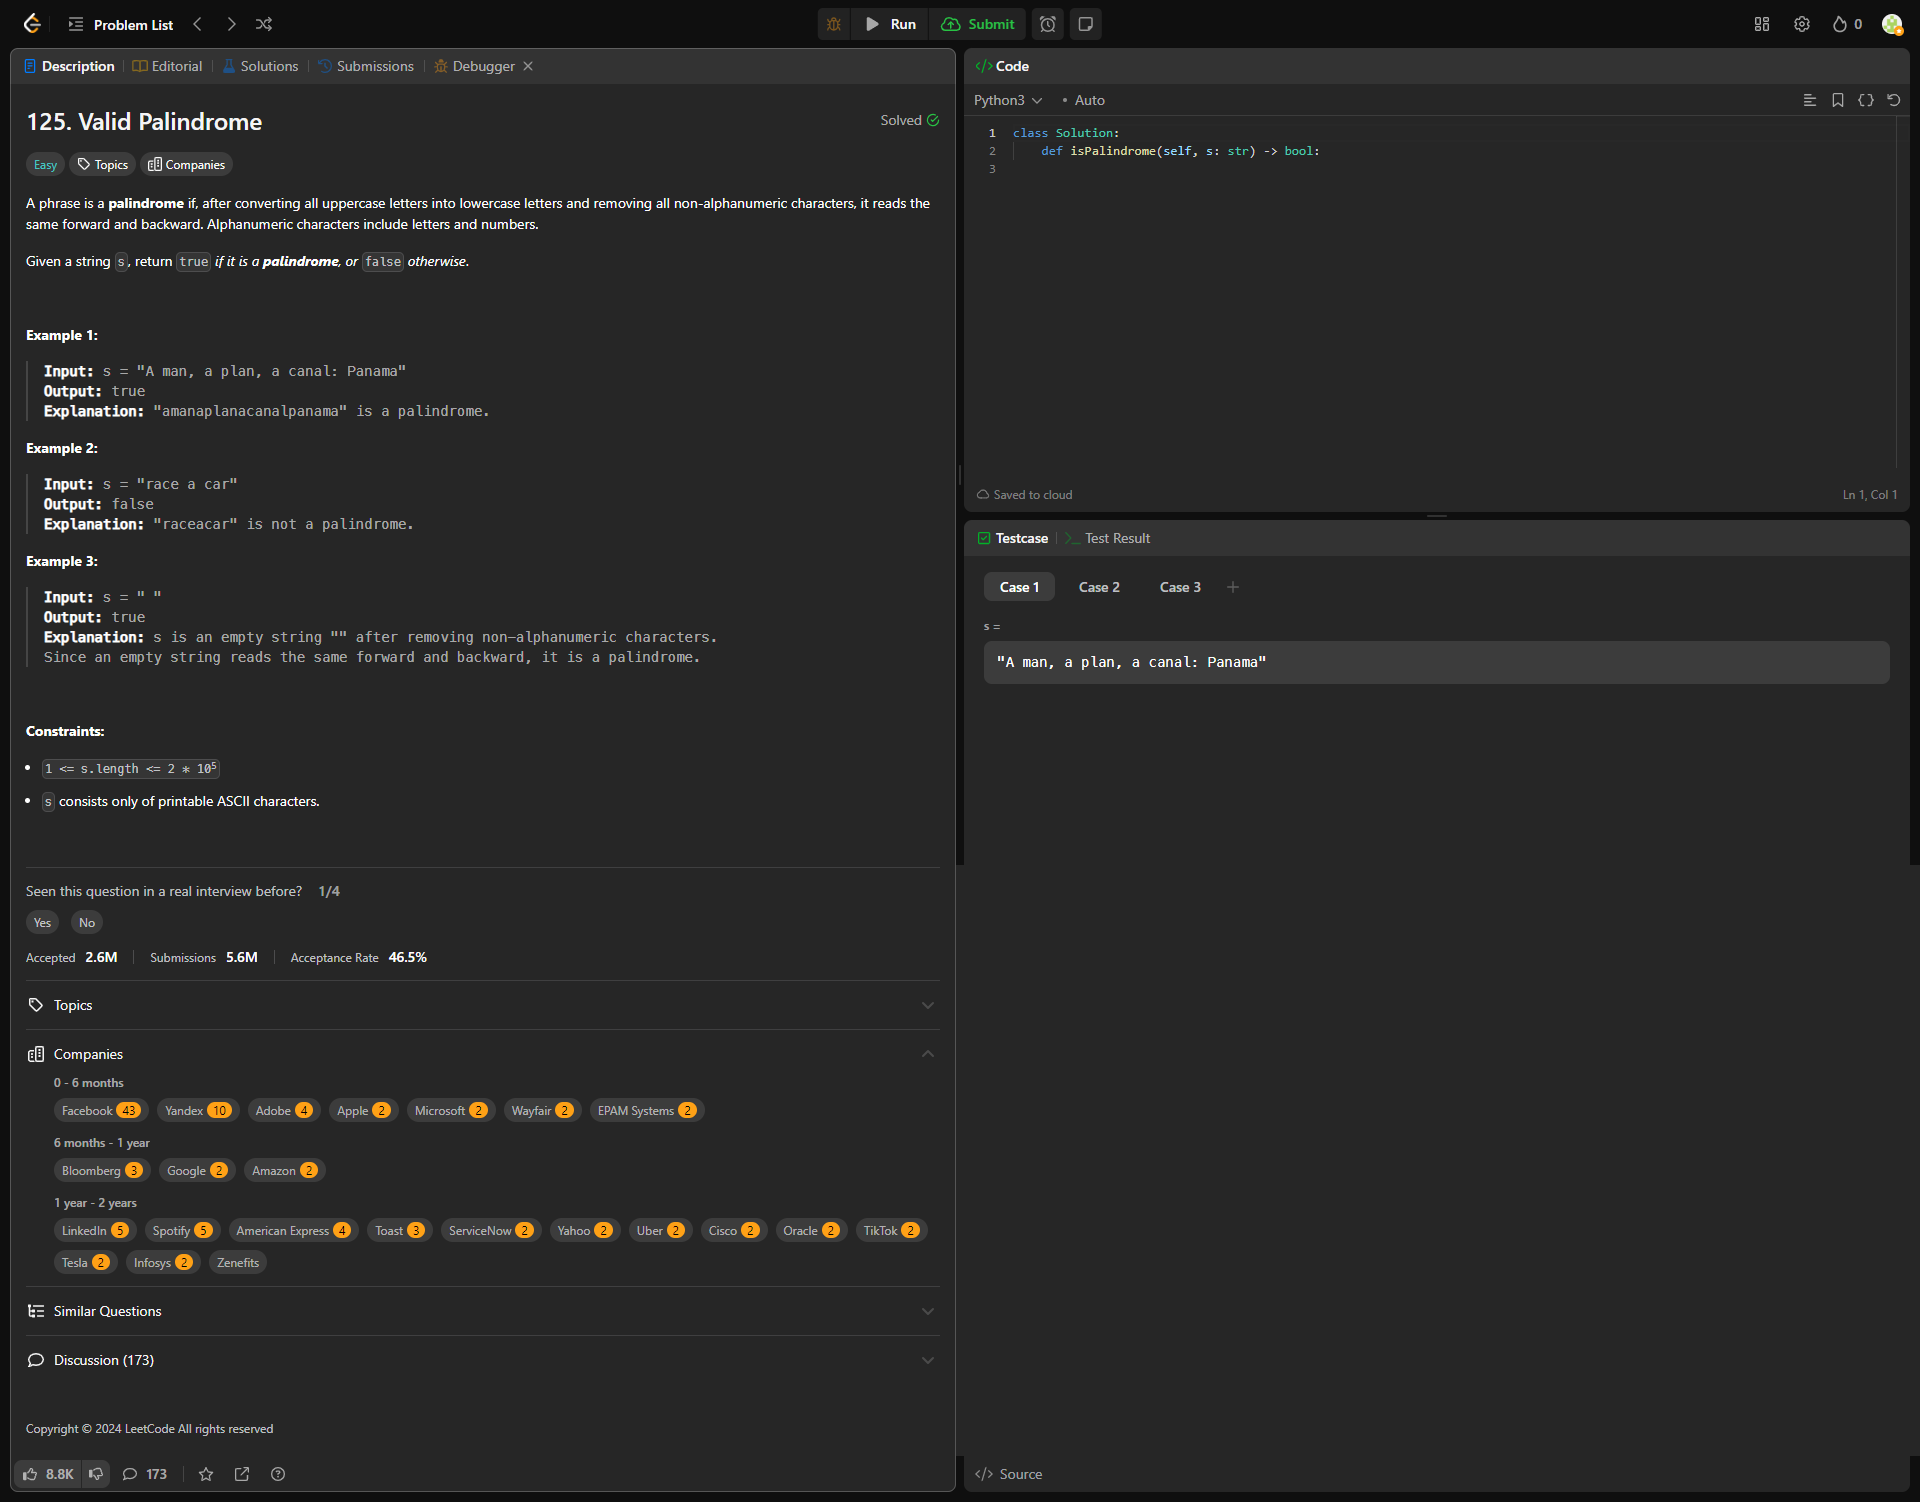 Problem List
Run
Submit
0
Description
Editorial
Solutions
Submissions
Debugger
125. Valid Palindrome
Solved
Easy
Topics
Companies
A phrase is a palindrome if, after converting all uppercase letters into lowercase letters and removing all non-alphanumeric characters, it reads the
same forward and backward. Alphanumeric characters include letters and numbers.
Given a string s, return true if it is a palindrome, or false otherwise.
Example 1:
Input: s = "A man, a plan, a canal: Panama"
Output: true
Explanation: "amanaplanacanalpanama" is a palindrome.
Example 2:
Input: s = "race a car"
Output: false
Explanation: "raceacar" is not a palindrome.
Example 3:
Input: s = " "
Output: true
Explanation: s is an empty string "" after removing non-alphanumeric characters.
Since an empty string reads the same forward and backward, it is a palindrome.
Constraints:
• 1 <= s.length <= 2 * 10⁵
• s consists only of printable ASCII characters.
Seen this question in a real interview before? 1/4
Yes No
Accepted 2.6M Submissions 5.6M Acceptance Rate 46.5%
Topics
Companies
0 - 6 months
Facebook 43 Yandex 10 Adobe 4 Apple 2 Microsoft 2 Wayfair 2 EPAM Systems 2
6 months - 1 year
Bloomberg 3 Google 2 Amazon 2
1 year - 2 years
LinkedIn 5 Spotify 5 American Express 4 Toast 3 ServiceNow 2 Yahoo 2 Uber 2 Cisco 2 Oracle 2 TikTok 2
Tesla 2 Infosys 2 Zenefits
Similar Questions
Discussion (173)
Copyright © 2024 LeetCode All rights reserved
8.8K 173
</> Code
Python3 • Auto
1 class Solution:
2     def isPalindrome(self, s: str) -> bool:
3
Saved to cloud Ln 1, Col 1
Testcase
>_ Test Result
Case 1 Case 2 Case 3 +
s =
"A man, a plan, a canal: Panama"
</> Source